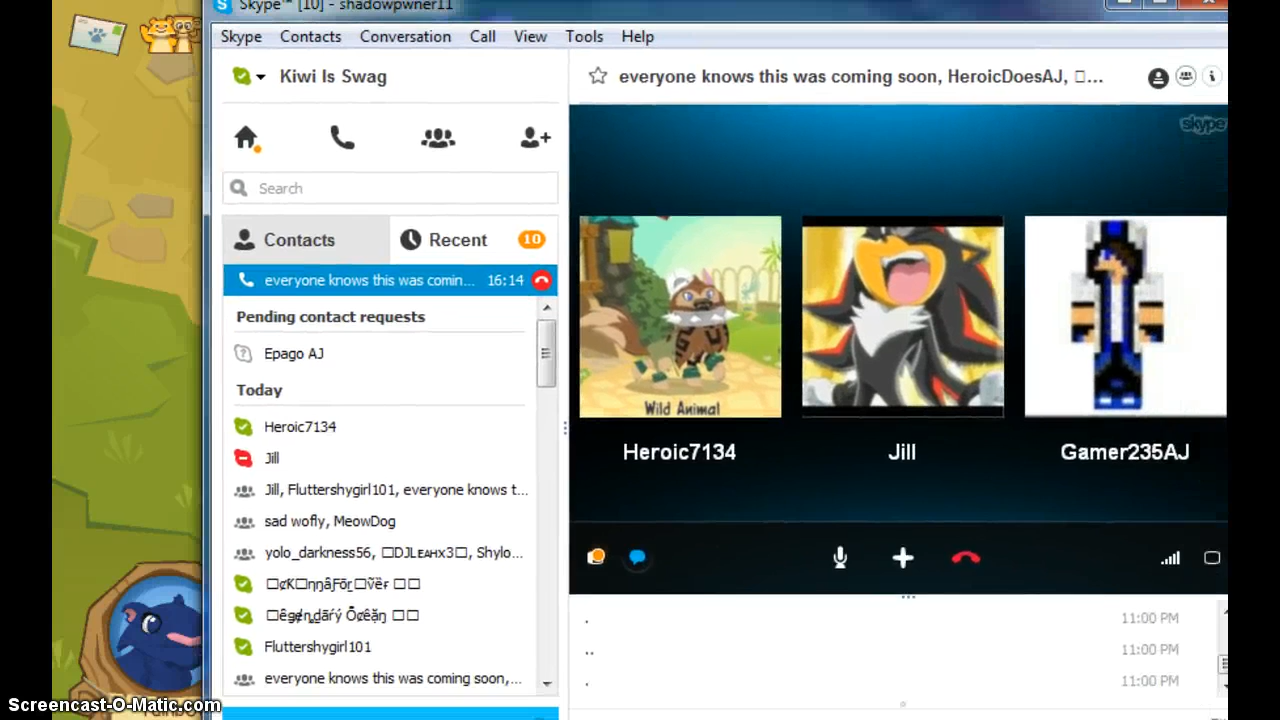 Skype™ [10] - shadowpwner11
Skype Contacts Conversation Call View Tools Help
Kiwi Is Swag
everyone knows this was coming soon, HeroicDoesAJ, □...
skype
Search
Contacts
Recent 10
everyone knows this was comin... 16:14
Pending contact requests
Epago AJ
Today
Heroic7134
Jill
Jill, Fluttershygirl101, everyone knows t...
sad wofly, MeowDog
yolo_darkness56, □DJLᴇᴀʜx3□, Shylo...
Fluttershygirl101
everyone knows this was coming soon,...
Wild Animal
Heroic7134
Jill
Gamer235AJ
. 11:00 PM
.. 11:00 PM
. 11:00 PM
Screencast-O-Matic.com